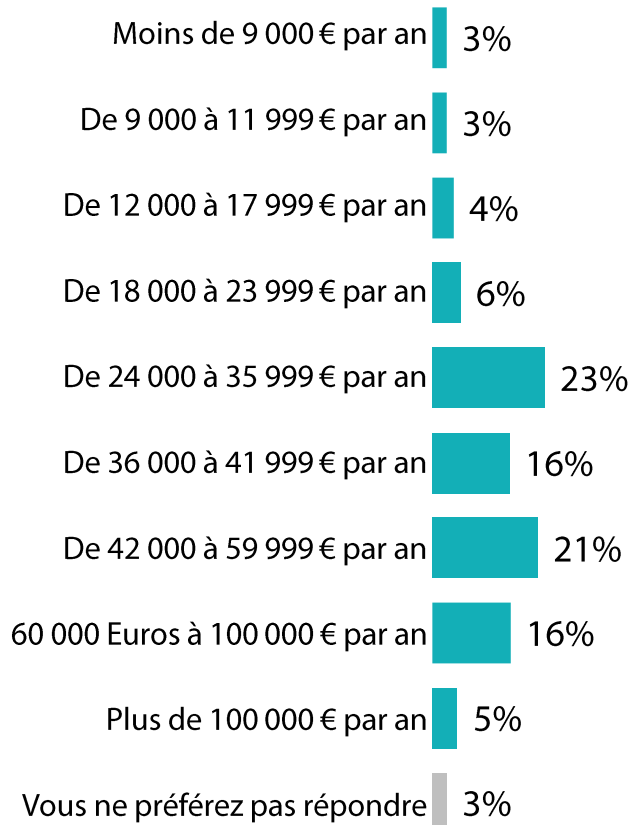 Moins de 9 000 € par an 3%
De 9 000 à 11 999 € par an 3%
De 12 000 à 17 999 € par an 4%
De 18 000 à 23 999 € par an 6%
De 24 000 à 35 999 € par an 23%
De 36 000 à 41 999 € par an 16%
De 42 000 à 59 999 € par an 21%
60 000 Euros à 100 000 € par an 16%
Plus de 100 000 € par an 5%
Vous ne préférez pas répondre 3%